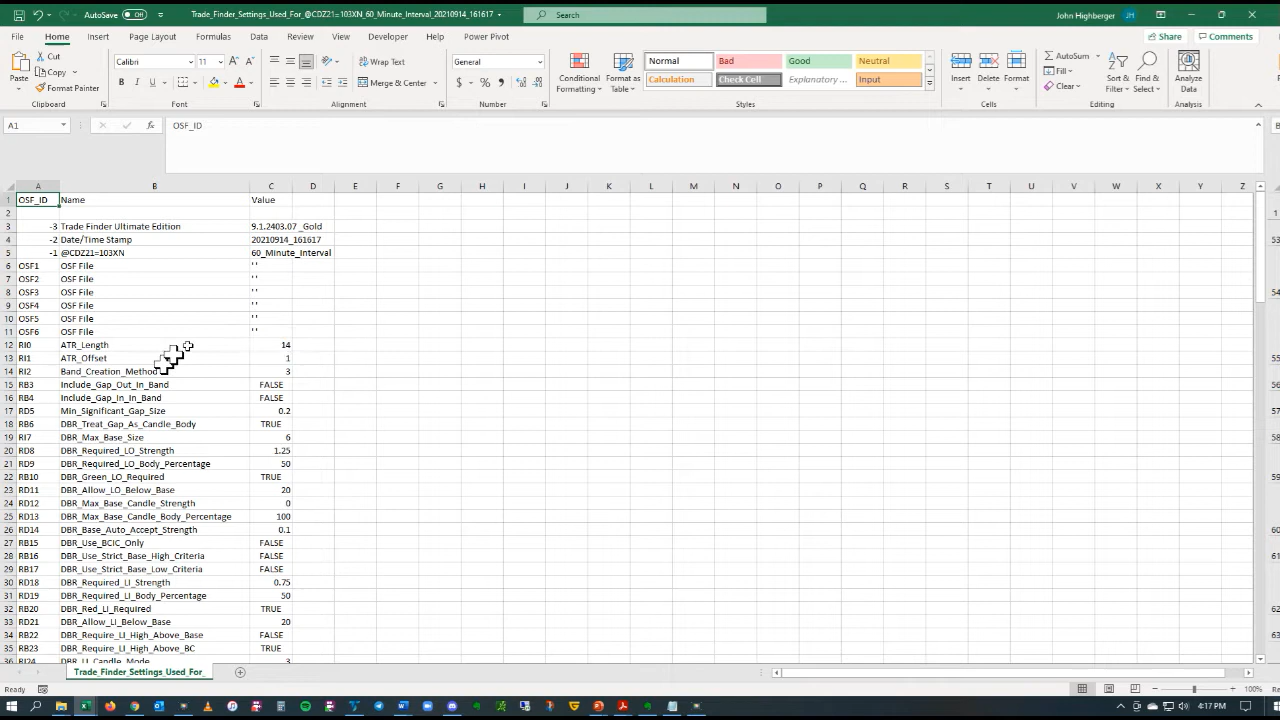 AutoSave Off Trade_Finder_Settings_Used_For_@CDZ21=103XN_60_Minute_Interval_20210914_161617 Search John Highberger JH
File Home Insert Page Layout Formulas Data Review View Developer Help Power Pivot Share Comments
Paste Cut Copy Format Painter Clipboard
Calibri 11 B I U Font
Wrap Text Merge & Center Alignment
General $ % Number
Conditional Formatting Format as Table
Normal Bad Good Neutral
Calculation Check Cell Explanatory ... Input
Styles
Insert Delete Format Cells
AutoSum Fill Clear Sort & Filter Find & Select Editing
Analyze Data Analysis
A1 fx OSF_ID
A B C D E F G H I J K L M N O P Q R S T U V W X Y Z
1 OSF_ID Name Value
2
3 -3 Trade Finder Ultimate Edition 9.1.2403.07_Gold
4 -2 Date/Time Stamp 20210914_161617
5 -1 @CDZ21=103XN 60_Minute_Interval
6 OSF1 OSF File ' '
7 OSF2 OSF File ' '
8 OSF3 OSF File ' '
9 OSF4 OSF File ' '
10 OSF5 OSF File ' '
11 OSF6 OSF File ' '
12 RI0 ATR_Length 14
13 RI1 ATR_Offset 1
14 RI2 Band_Creation_Method 3
15 RB3 Include_Gap_Out_In_Band FALSE
16 RB4 Include_Gap_In_In_Band FALSE
17 RD5 Min_Significant_Gap_Size 0.2
18 RB6 DBR_Treat_Gap_As_Candle_Body TRUE
19 RI7 DBR_Max_Base_Size 6
20 RD8 DBR_Required_LO_Strength 1.25
21 RD9 DBR_Required_LO_Body_Percentage 50
22 RB10 DBR_Green_LO_Required TRUE
23 RD11 DBR_Allow_LO_Below_Base 20
24 RD12 DBR_Max_Base_Candle_Strength 0
25 RD13 DBR_Max_Base_Candle_Body_Percentage 100
26 RD14 DBR_Base_Auto_Accept_Strength 0.1
27 RB15 DBR_Use_BCIC_Only FALSE
28 RB16 DBR_Use_Strict_Base_High_Criteria FALSE
29 RB17 DBR_Use_Strict_Base_Low_Criteria FALSE
30 RD18 DBR_Required_LI_Strength 0.75
31 RD19 DBR_Required_LI_Body_Percentage 50
32 RB20 DBR_Red_LI_Required TRUE
33 RD21 DBR_Allow_LI_Below_Base 20
34 RB22 DBR_Require_LI_High_Above_Base FALSE
35 RB23 DBR_Require_LI_High_Above_BC TRUE
36 RI24 DBR_LI_Candle_Mode 3
Trade_Finder_Settings_Used_For_
Ready 100%
4:17 PM